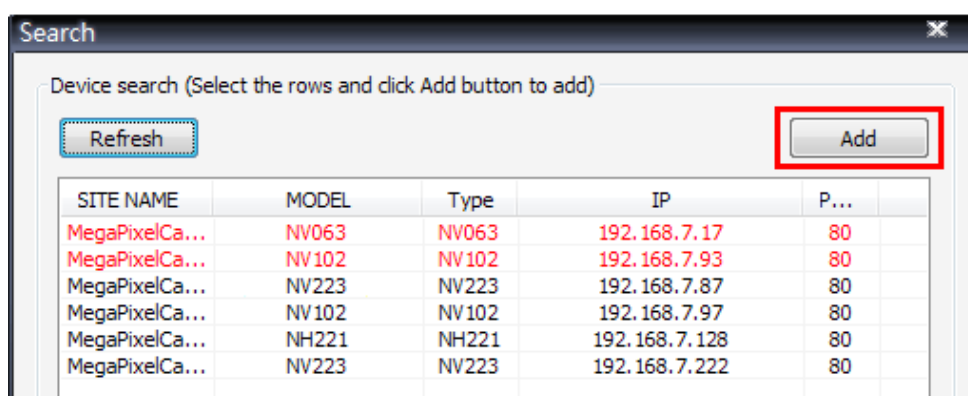 Search
Device search (Select the rows and click Add button to add)
Refresh Add
SITE NAME MODEL Type IP P...
MegaPixelCa... NV063 NV063 192.168.7.17 80
MegaPixelCa... NV102 NV102 192.168.7.93 80
MegaPixelCa... NV223 NV223 192.168.7.87 80
MegaPixelCa... NV102 NV102 192.168.7.97 80
MegaPixelCa... NH221 NH221 192.168.7.128 80
MegaPixelCa... NV223 NV223 192.168.7.222 80